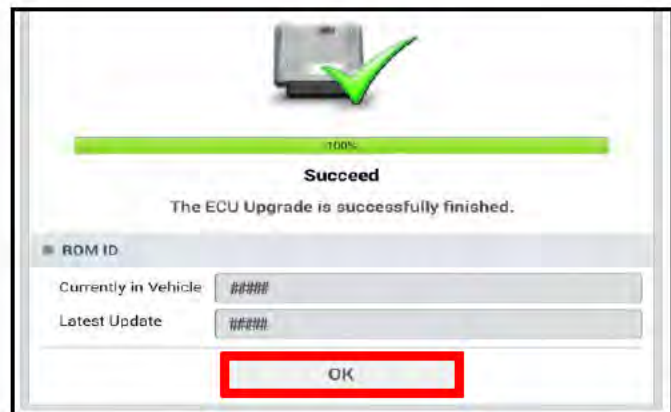 100%
Succeed
The ECU Upgrade is successfully finished.
ROM ID
Currently in Vehicle #####
Latest Update #####
OK